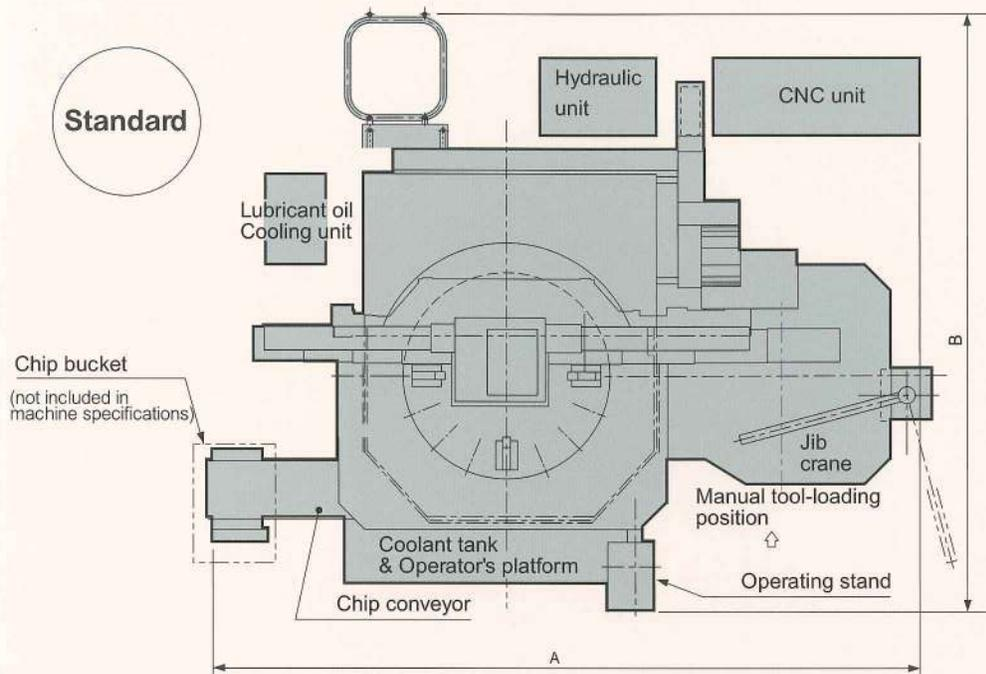 Standard
Hydraulic
unit
CNC unit
Lubricant oil
Cooling unit
B
Chip bucket
(not included in
machine specifications)
Jib
crane
Manual tool-loading
position
Coolant tank
& Operator's platform
Operating stand
Chip conveyor
A